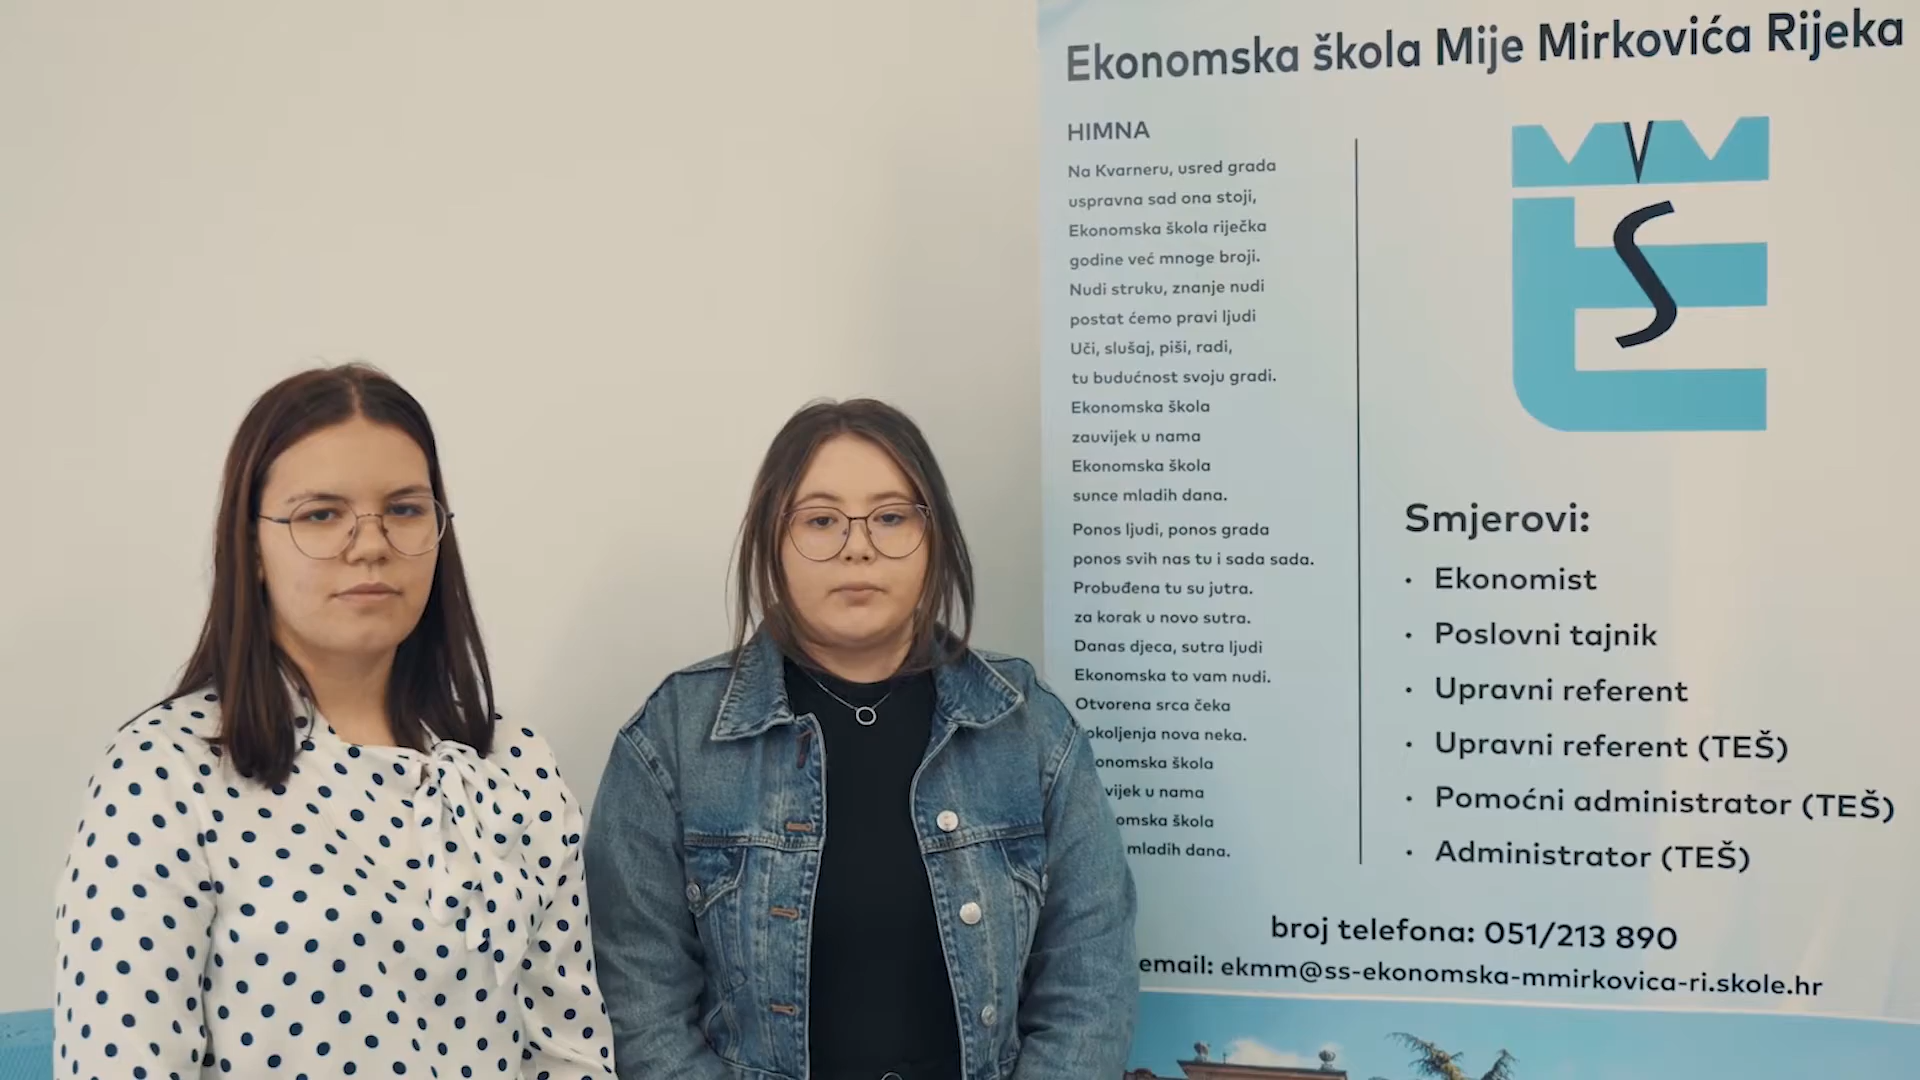 Ekonomska škola Mije Mirkovića Rijeka
HIMNA
Na Kvarneru, usred grada
uspravna sad ona stoji,
Ekonomska škola riječka
godine već mnoge broji.
Nudi struku, znanje nudi
postat ćemo pravi ljudi
Uči, slušaj, piši, radi,
tu budućnost svoju gradi.
Ekonomska škola
zauvijek u nama
Ekonomska škola
sunce mladih dana.
Ponos ljudi, ponos grada
ponos svih nas tu i sada sada.
Probuđena tu su jutra.
za korak u novo sutra.
Danas djeca, sutra ljudi
Ekonomska to vam nudi.
Otvorena srca čeka
okoljenja nova neka.
onomska škola
vijek u nama
omska škola
mladih dana.
MM
E
S
Smjerovi:
• Ekonomist
• Poslovni tajnik
• Upravni referent
• Upravni referent (TEŠ)
• Pomoćni administrator (TEŠ)
• Administrator (TEŠ)
broj telefona: 051/213 890
email: ekmm@ss-ekonomska-mmirkovica-ri.skole.hr